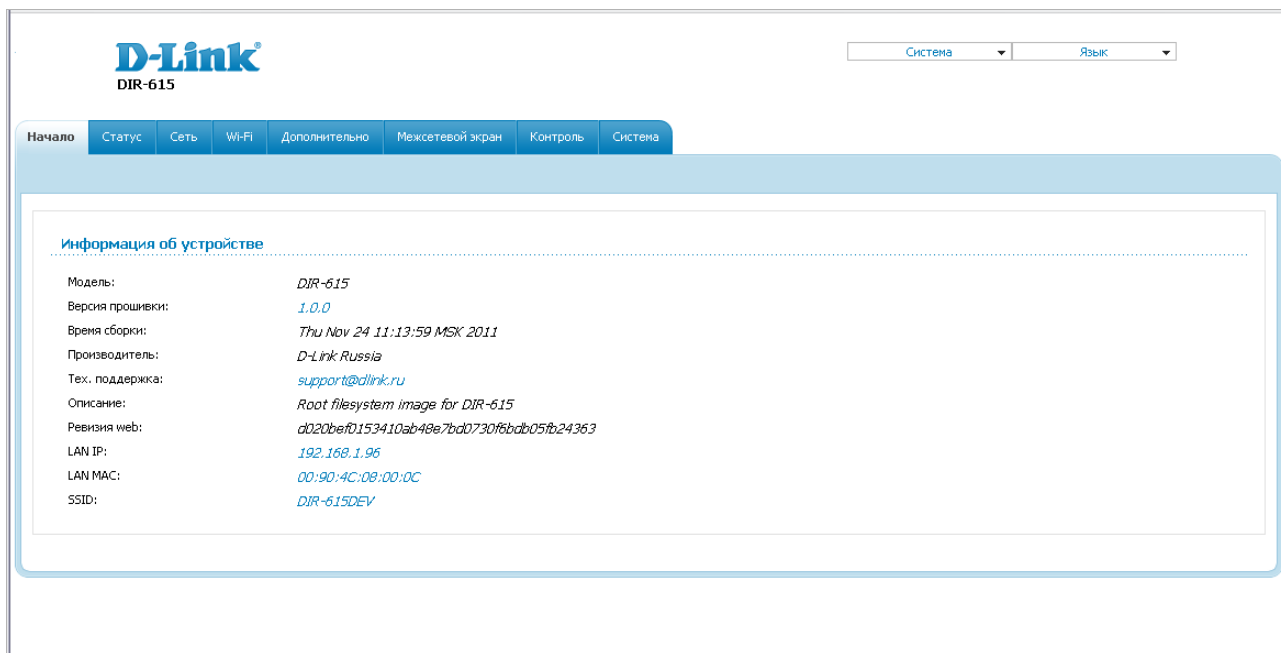 D-Link
DIR-615
Система Язык
Начало Статус Сеть Wi-Fi Дополнительно Межсетевой экран Контроль Система
Информация об устройстве
Модель: DIR-615
Версия прошивки: 1.0.0
Время сборки: Thu Nov 24 11:13:59 MSK 2011
Производитель: D-Link Russia
Тех. поддержка: support@dlink.ru
Описание: Root filesystem image for DIR-615
Ревизия web: d020bef0153410ab48e7bd0730f6bdb05fb24363
LAN IP: 192.168.1.96
LAN MAC: 00:90:4C:08:00:0C
SSID: DIR-615DEV